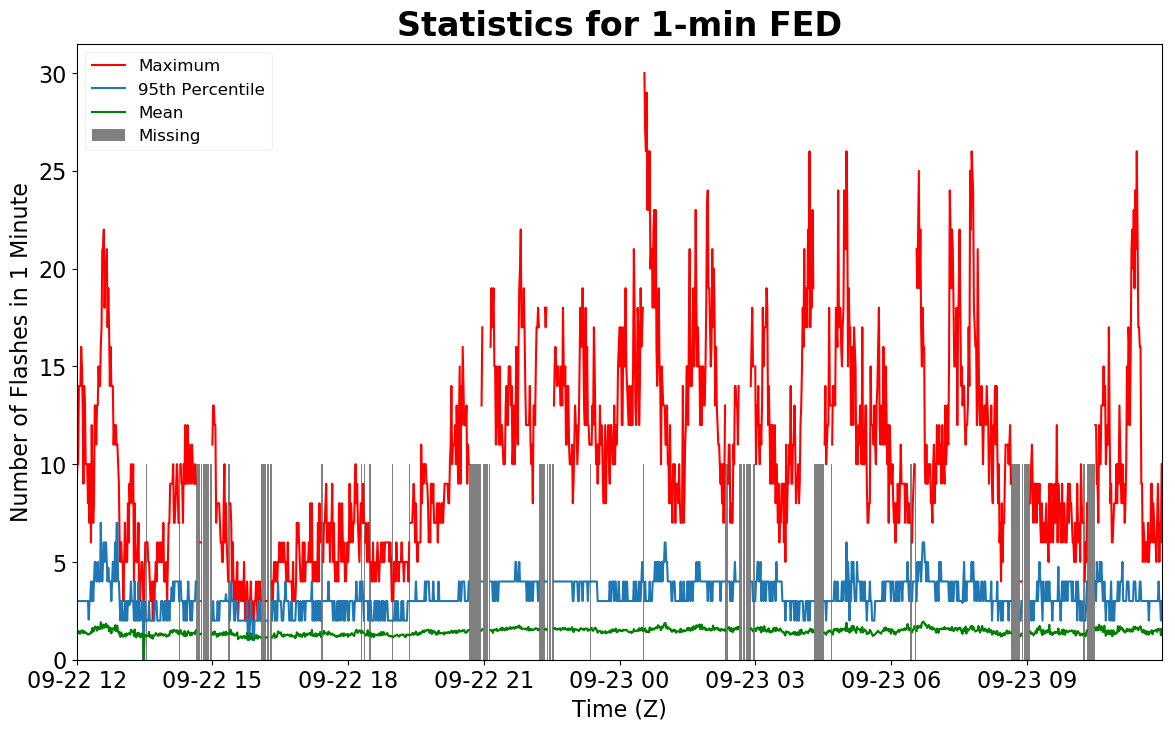 Statistics for 1-min FED
Maximum
95th Percentile
Mean
Missing
Number of Flashes in 1 Minute
30
25
20
15
10
5
0
09-22 12 09-22 15 09-22 18 09-22 21 09-23 00 09-23 03 09-23 06 09-23 09
Time (Z)